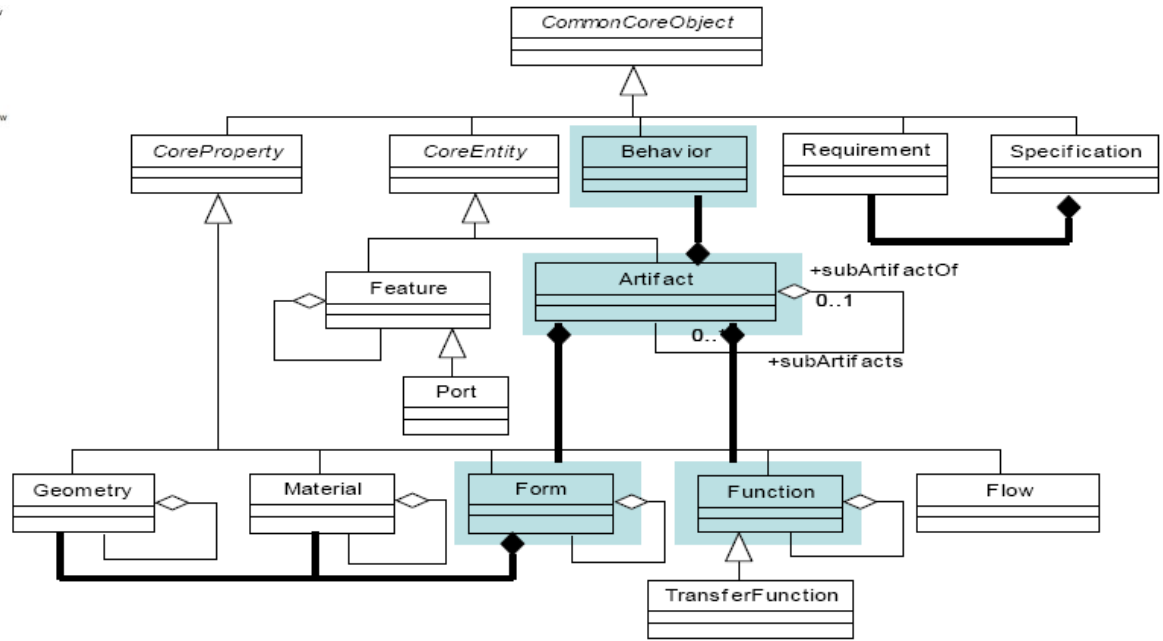 CommonCoreObject
CoreProperty
CoreEntity
Behavior
Requirement
Specification
Artifact
+subArtifactOf
0..1
Feature
0..
+subArtifacts
Port
Geometry
Material
Form
Function
Flow
TransferFunction